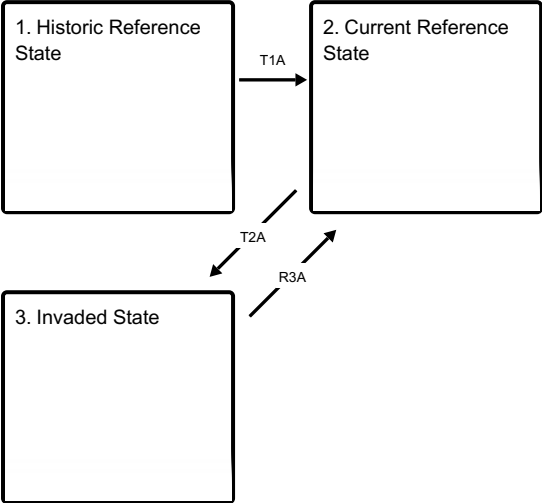 1. Historic Reference
State
T1A
2. Current Reference
State
T2A
R3A
3. Invaded State